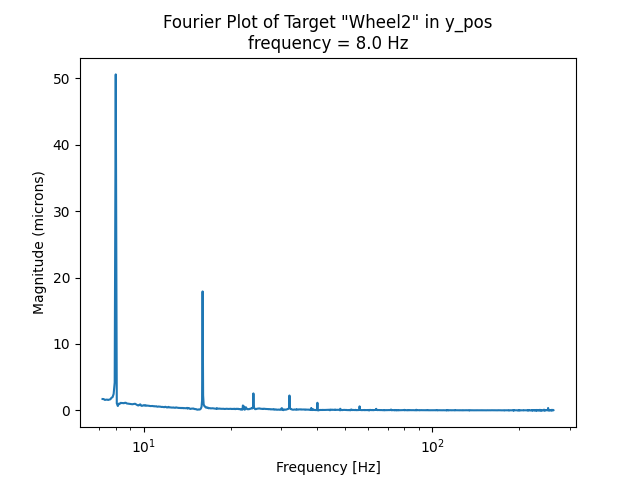 Fourier Plot of Target "Wheel2" in y_pos
frequency = 8.0 Hz
50
40
30
20
10
0
Magnitude (microns)
10¹
10²
Frequency [Hz]